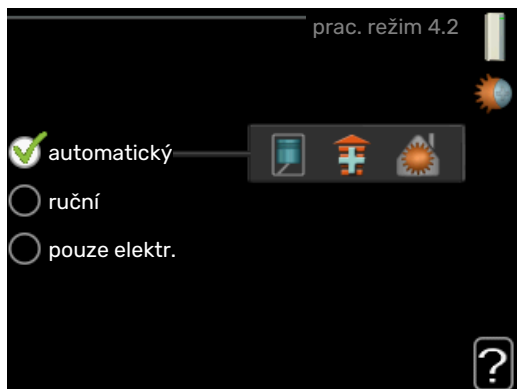 prac. režim 4.2
automatický
ruční
pouze elektr.
?